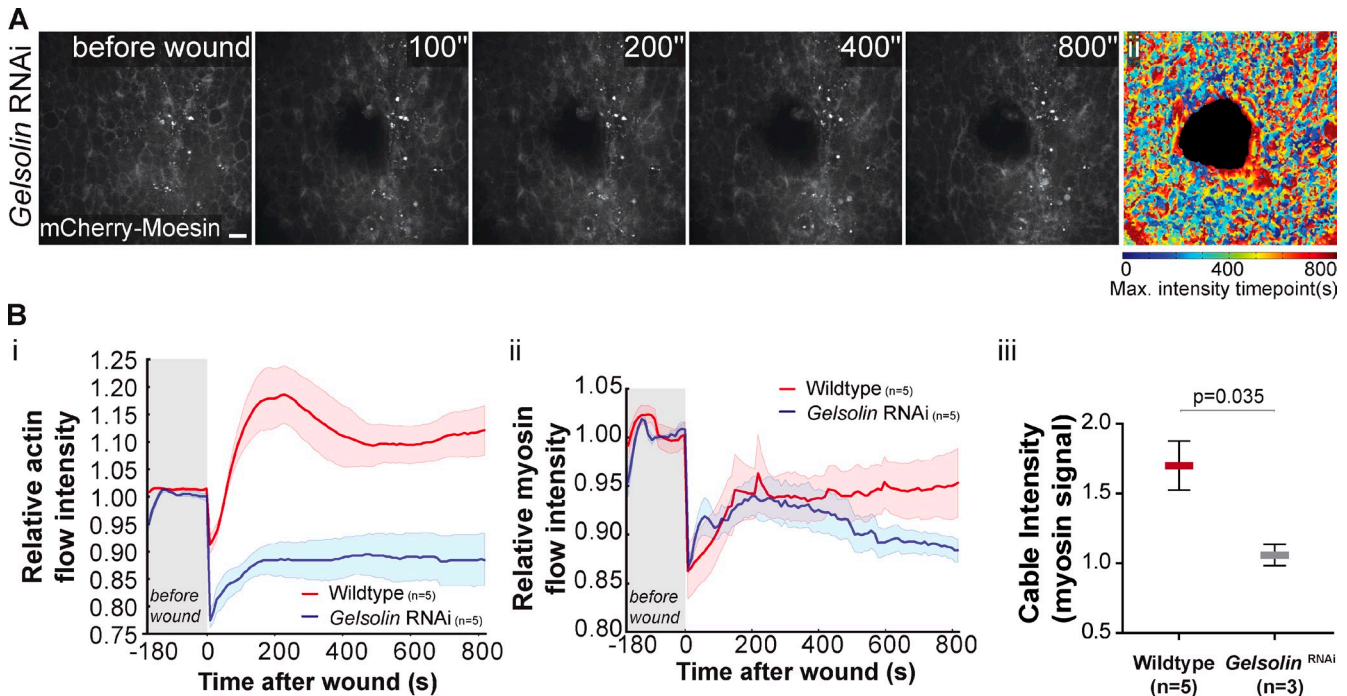 A
Gelsolin RNAi
before wound
100"
200"
400"
800"
ii
mCherry-Moesin
0 400 800
Max. intensity timepoint(s)
B
i
Relative actin
flow intensity
1.25
1.20
1.15
1.10
1.05
1.00
0.95
0.90
0.85
0.80
0.75
before
wound
Wildtype (n=5)
Gelsolin RNAi (n=5)
-180 0 200 400 600 800
Time after wound (s)
ii
Relative myosin
flow intensity
1.05
1.00
0.95
0.90
0.85
0.80
before
wound
Wildtype (n=5)
Gelsolin RNAi (n=5)
-180 0 200 400 600 800
Time after wound (s)
iii
Cable Intensity
(myosin signal)
p=0.035
2.0
1.5
1.0
0.5
Wildtype Gelsolin RNAi
(n=5) (n=3)